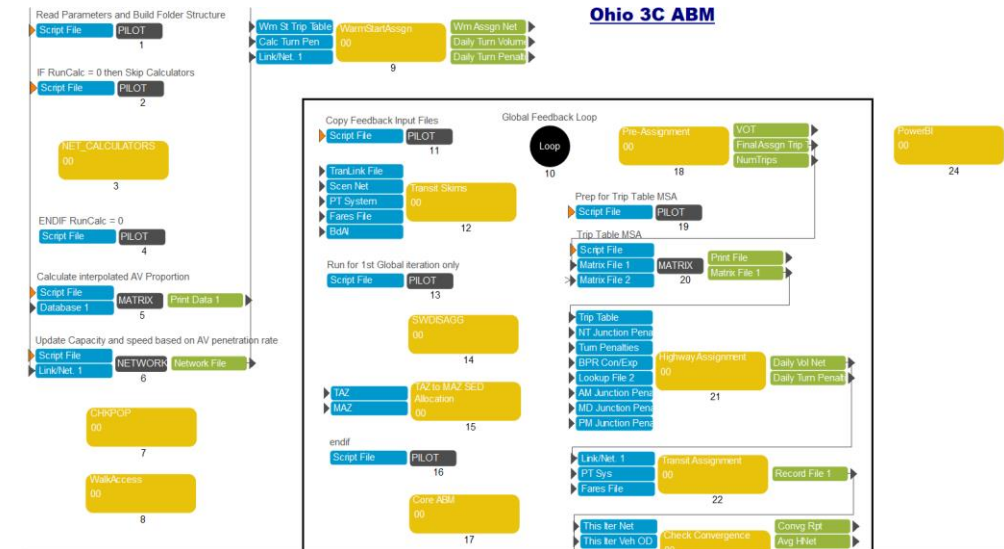 Ohio 3C ABM
Read Parameters and Build Folder Structure
Script File PILOT
1
IF RunCalc = 0 then Skip Calculators
Script File PILOT
2
NET_CALCULATORS
00
3
ENDIF RunCalc = 0
Script File PILOT
4
Calculate interpolated AV Proportion
Script File
Database 1
MATRIX
Print Data 1
5
Update Capacity and speed based on AV penetration rate
Script File
Link/Net. 1
NETWORK
Network File
6
CHKPOP
00
7
WalkAccess
00
8
Wm St Trip Table
Calc Turn Pen
Link/Net. 1
WarmStartAssgn
00
Wm Assgn Net
Daily Turn Volum
Daily Turn Penalt
9
Copy Feedback Input Files
Script File PILOT
11
TranLink File
Scen Net
PT System
Fares File
BdAl
Transit Skims
00
12
Run for 1st Global iteration only
Script File PILOT
13
SWDISAGG
00
14
TAZ
MAZ
TAZ to MAZ SED
Allocation
00
15
endif
Script File PILOT
16
Core ABM
00
17
Global Feedback Loop
Loop
10
Pre-Assignment
00
VOT
Final Assgn Trip
NumTrips
18
Prep for Trip Table MSA
Script File PILOT
19
Trip Table MSA
Script File
Matrix File 1
Matrix File 2
MATRIX
Print File
Matrix File 1
20
Trip Table
NT Junction Pena
Turn Penalties
BPR Con/Exp
Lookup File 2
AM Junction Pena
MD Junction Pena
PM Junction Pena
Highway Assignment
00
Daily Vol Net
Daily Turn Penalt
21
Link/Net. 1
PT Sys
Fares File
Transit Assignment
00
Record File 1
22
This Iter Net
This Iter Veh OD
Check Convergence
00
Convg Rpt
Avg HNet
PowerBI
00
24